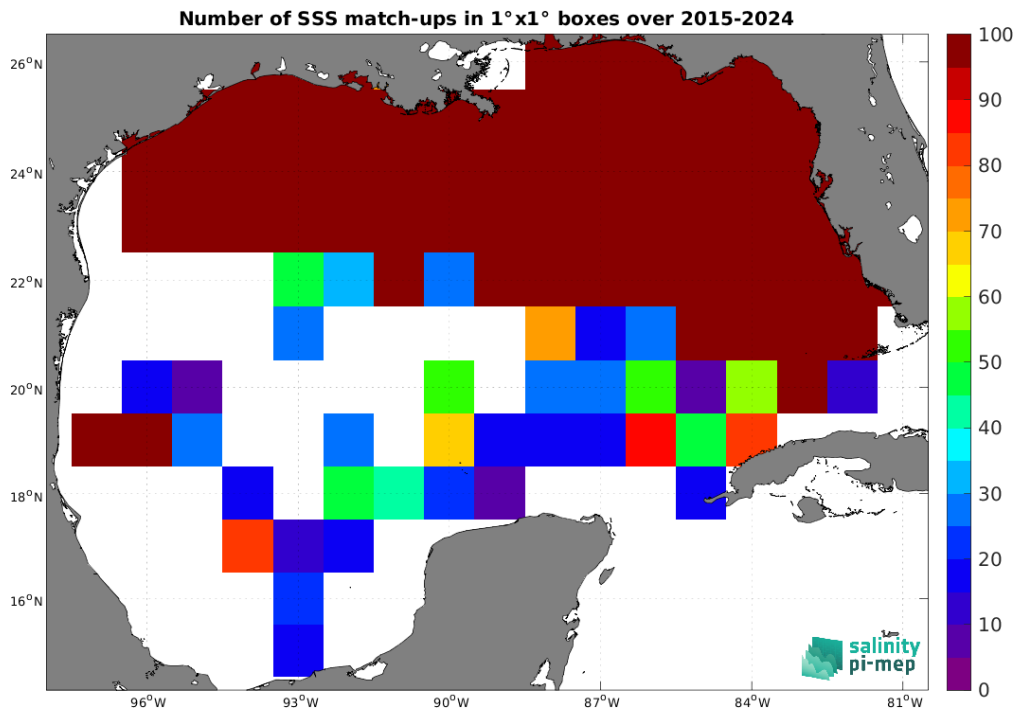 Number of SSS match-ups in 1°x1° boxes over 2015-2024
26°N
24°N
22°N
20°N
18°N
16°N
96°W
93°W
90°W
87°W
84°W
81°W
100
90
80
70
60
50
40
30
20
10
0
salinity
pi-mep